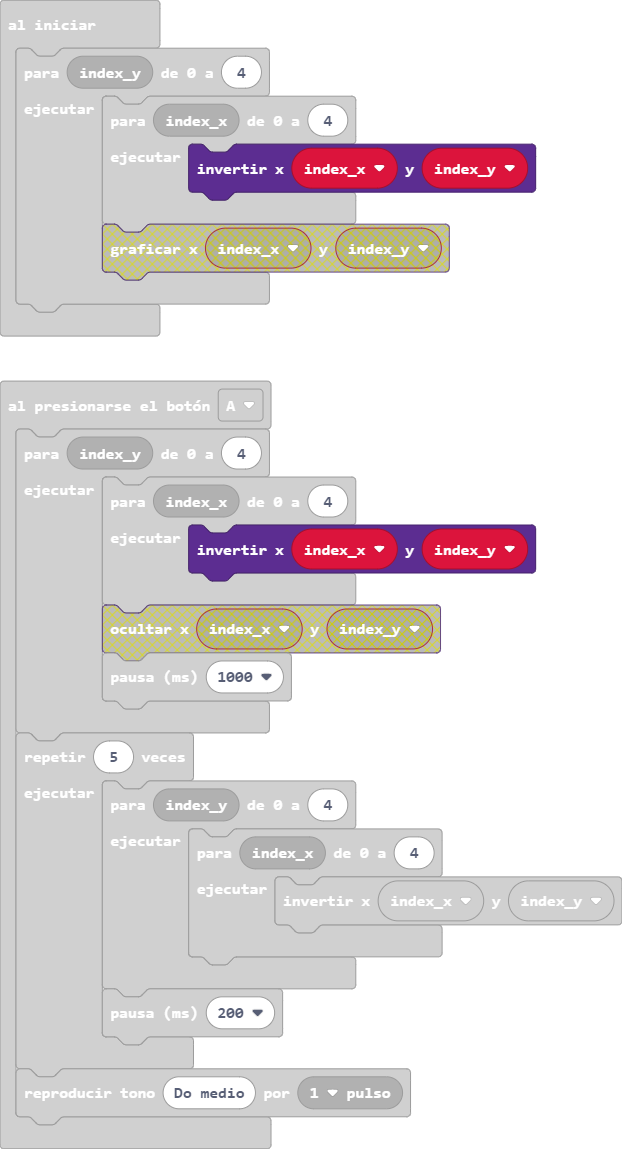 al iniciar
para index_y de 0 a 4
ejecutar
para index_x de 0 a 4
ejecutar
invertir x index_x y index_y
graficar x index_x y index_y
al presionarse el botón A
para index_y de 0 a 4
ejecutar
para index_x de 0 a 4
ejecutar
invertir x index_x y index_y
ocultar x index_x y index_y
pausa (ms) 1000
repetir 5 veces
ejecutar
para index_y de 0 a 4
ejecutar
para index_x de 0 a 4
ejecutar
invertir x index_x y index_y
pausa (ms) 200
reproducir tono Do medio por 1 pulso